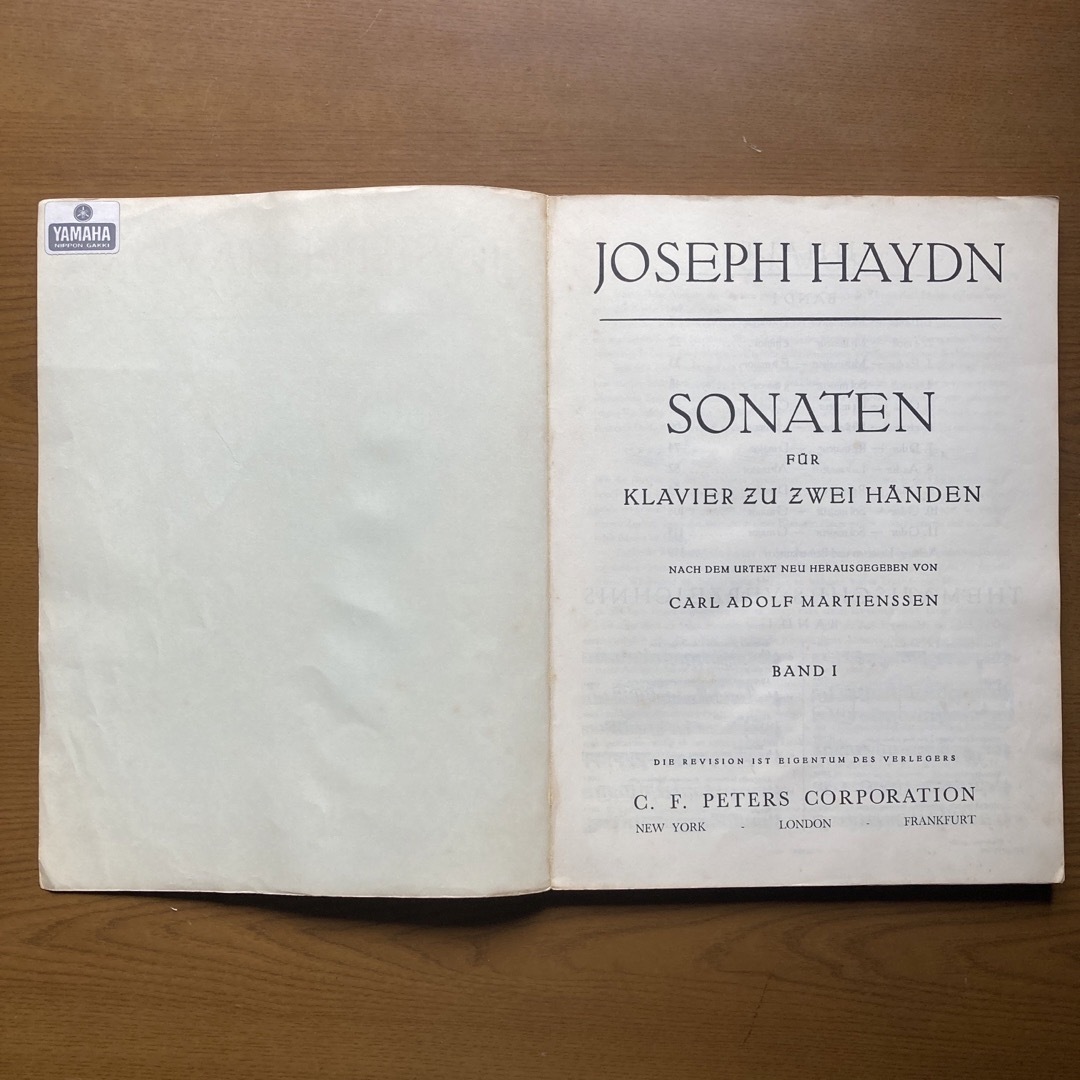 YAMAHA
NIPPON GAKKI
JOSEPH HAYDN
SONATEN
FÜR
KLAVIER ZU ZWEI HÄNDEN
NACH DEM URTEXT NEU HERAUSGEGEBEN VON
CARL ADOLF MARTIENSSEN
BAND I
DIE REVISION IST EIGENTUM DES VERLEGERS
C. F. PETERS CORPORATION
NEW YORK - LONDON - FRANKFURT